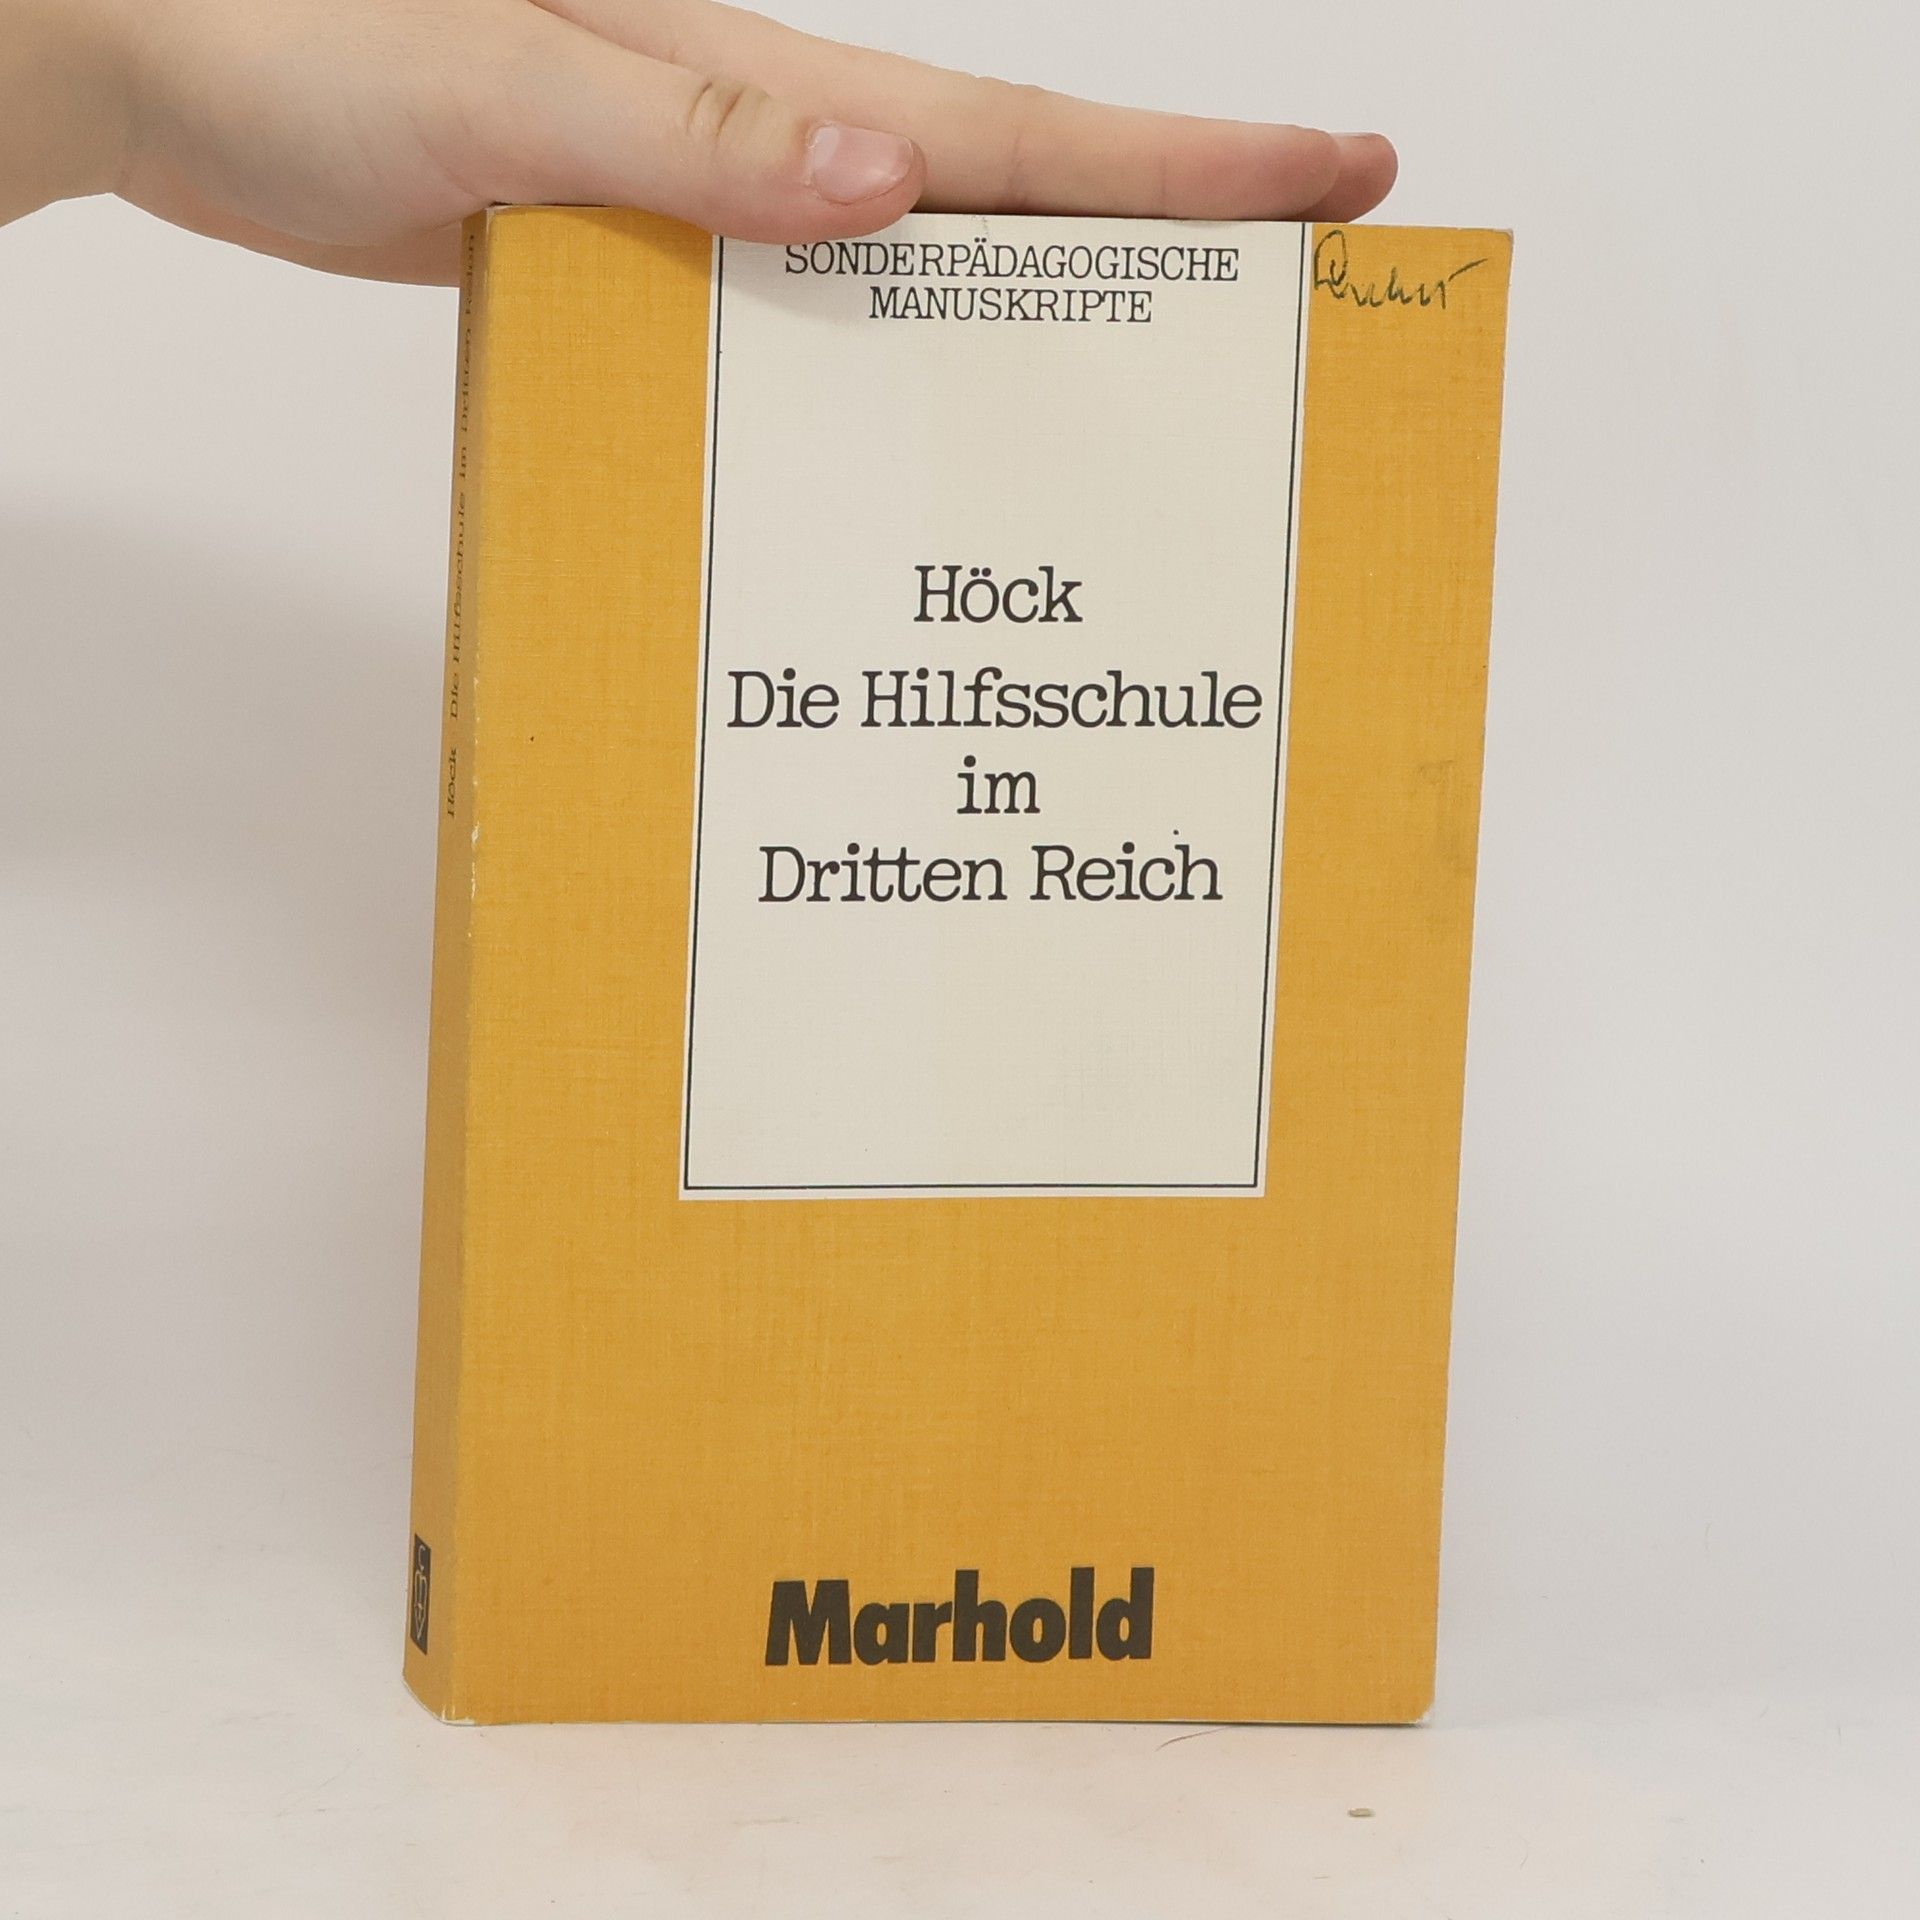 SONDERPÄDAGOGISCHE
MANUSKRIPTE
Höck
Die Hilfsschule
im
Dritten Reich
Marhold
Höck · Die Hilfsschule im Dritten Reich